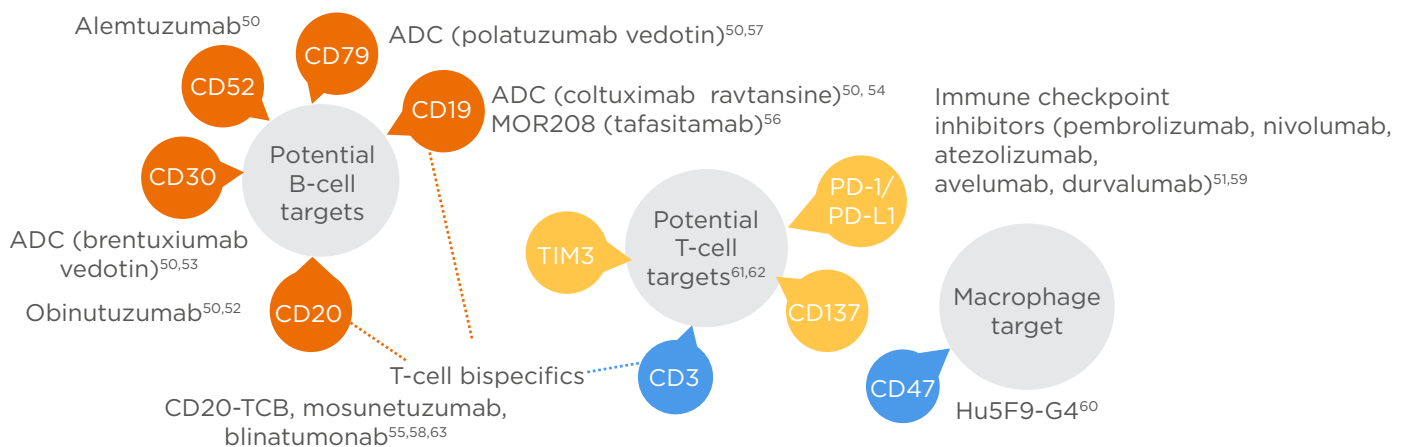 Alemtuzumab50
CD79
ADC (polatuzumab vedotin)50,57
CD52
CD19
ADC (coltuximab ravtansine)50, 54
MOR208 (tafasitamab)56
Potential
B-cell
targets
CD30
ADC (brentuxiumab
vedotin)50,53
Obinutuzumab50,52
CD20
T-cell bispecifics
CD20-TCB, mosunetuzumab,
blinatumonab55,58,63
Immune checkpoint
inhibitors (pembrolizumab, nivolumab,
atezolizumab,
avelumab, durvalumab)51,59
PD-1/
PD-L1
Potential
T-cell
targets61,62
TIM3
CD137
CD3
Macrophage
target
CD47
Hu5F9-G460